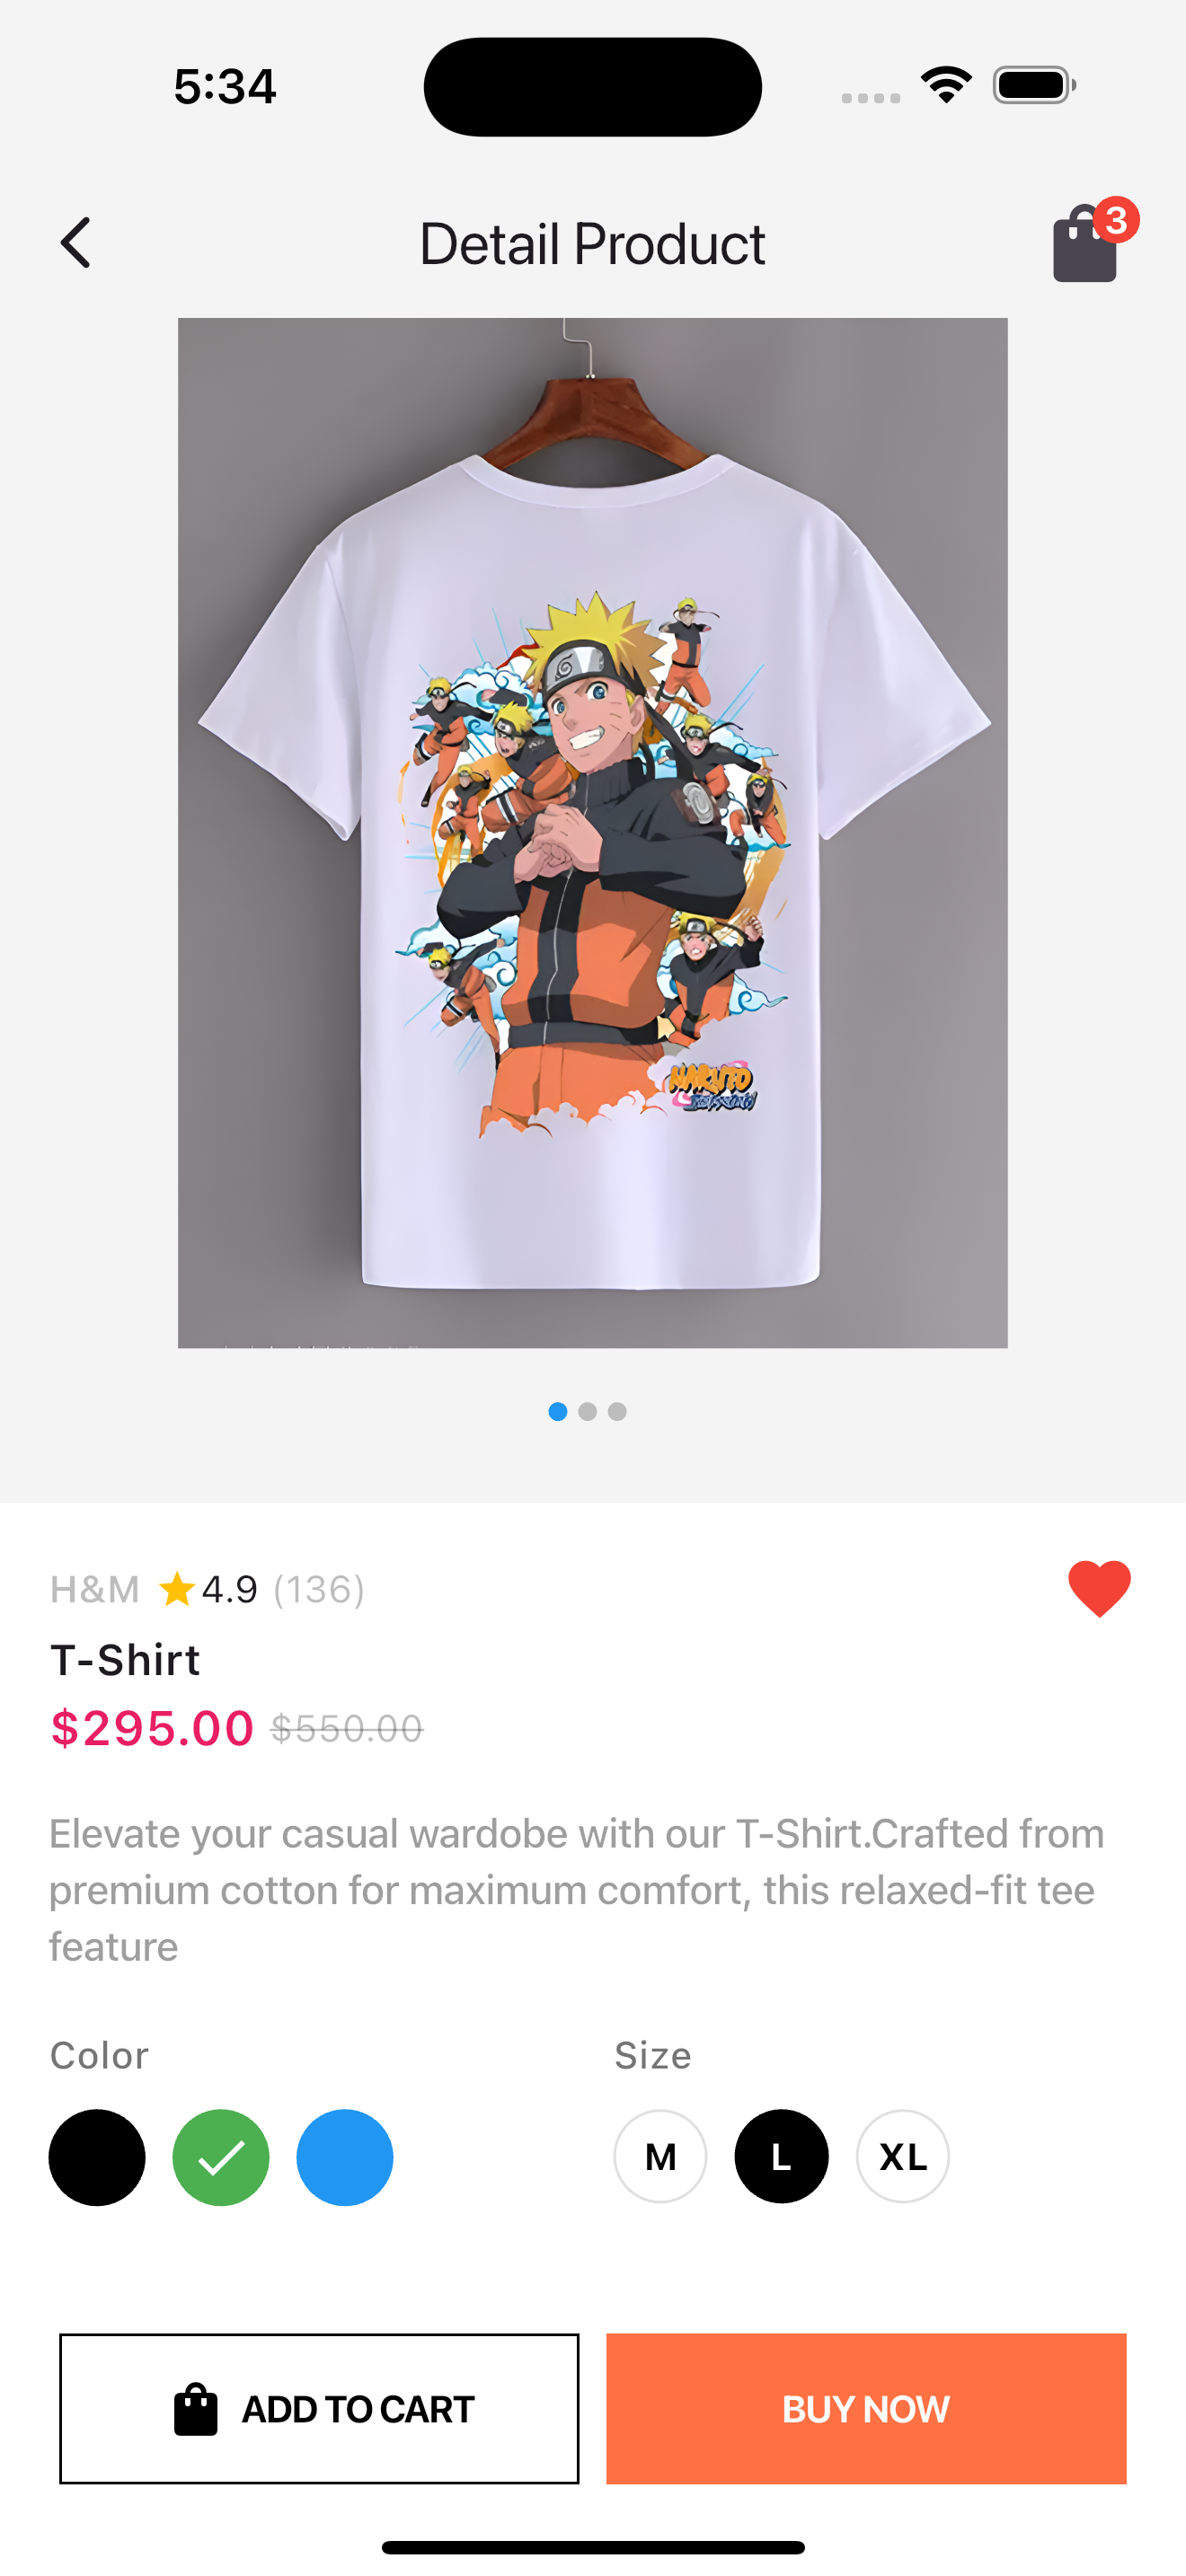 5:34
Detail Product
3
NARUTO
H&M 4.9 (136)
T-Shirt
$295.00 $550.00
Elevate your casual wardobe with our T-Shirt.Crafted from
premium cotton for maximum comfort, this relaxed-fit tee
feature
Color Size
M L XL
ADD TO CART BUY NOW